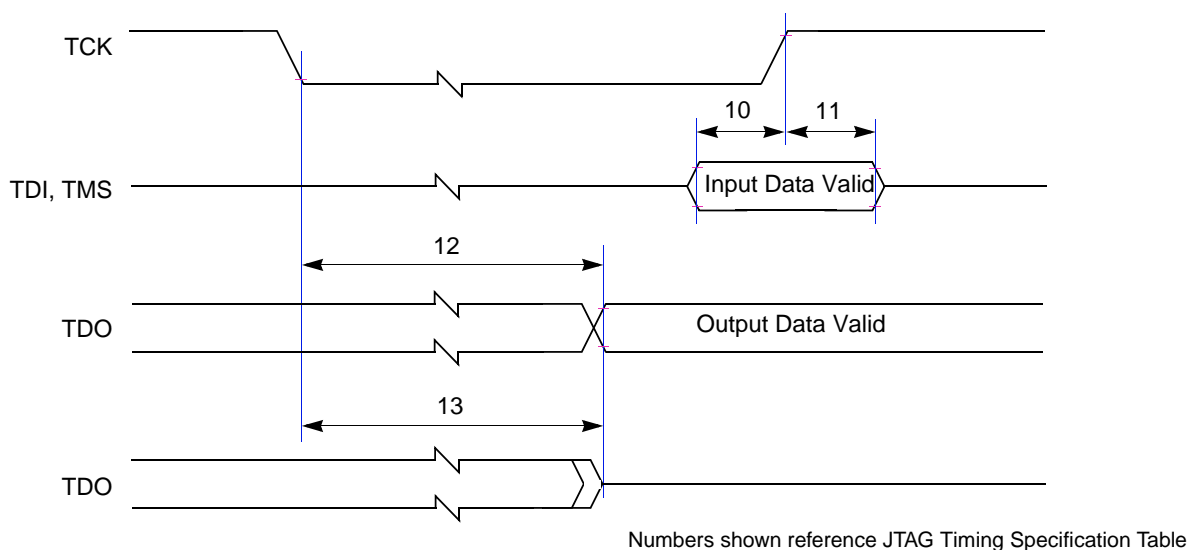 TCK
10
11
TDI, TMS
Input Data Valid
12
TDO
Output Data Valid
13
TDO
Numbers shown reference JTAG Timing Specification Table